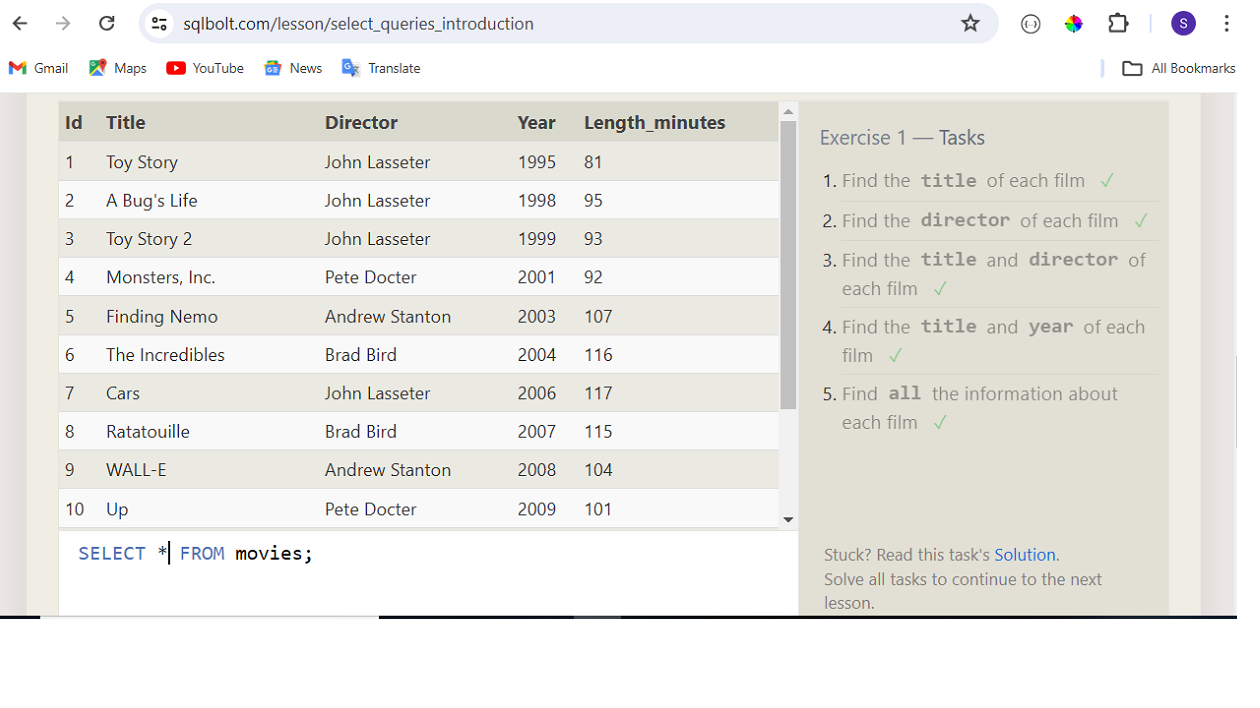 sqlbolt.com/lesson/select_queries_introduction
S
Gmail Maps YouTube News Translate All Bookmarks
Id Title Director Year Length_minutes
1 Toy Story John Lasseter 1995 81
2 A Bug's Life John Lasseter 1998 95
3 Toy Story 2 John Lasseter 1999 93
4 Monsters, Inc. Pete Docter 2001 92
5 Finding Nemo Andrew Stanton 2003 107
6 The Incredibles Brad Bird 2004 116
7 Cars John Lasseter 2006 117
8 Ratatouille Brad Bird 2007 115
9 WALL-E Andrew Stanton 2008 104
10 Up Pete Docter 2009 101
SELECT * FROM movies;
Exercise 1 — Tasks
1. Find the title of each film ✓
2. Find the director of each film ✓
3. Find the title and director of
each film ✓
4. Find the title and year of each
film ✓
5. Find all the information about
each film ✓
Stuck? Read this task's Solution.
Solve all tasks to continue to the next
lesson.